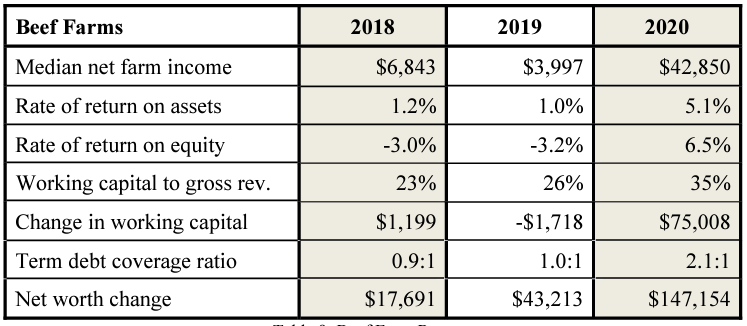 Beef Farms 2018 2019 2020
Median net farm income $6,843 $3,997 $42,850
Rate of return on assets 1.2% 1.0% 5.1%
Rate of return on equity -3.0% -3.2% 6.5%
Working capital to gross rev. 23% 26% 35%
Change in working capital $1,199 -$1,718 $75,008
Term debt coverage ratio 0.9:1 1.0:1 2.1:1
Net worth change $17,691 $43,213 $147,154